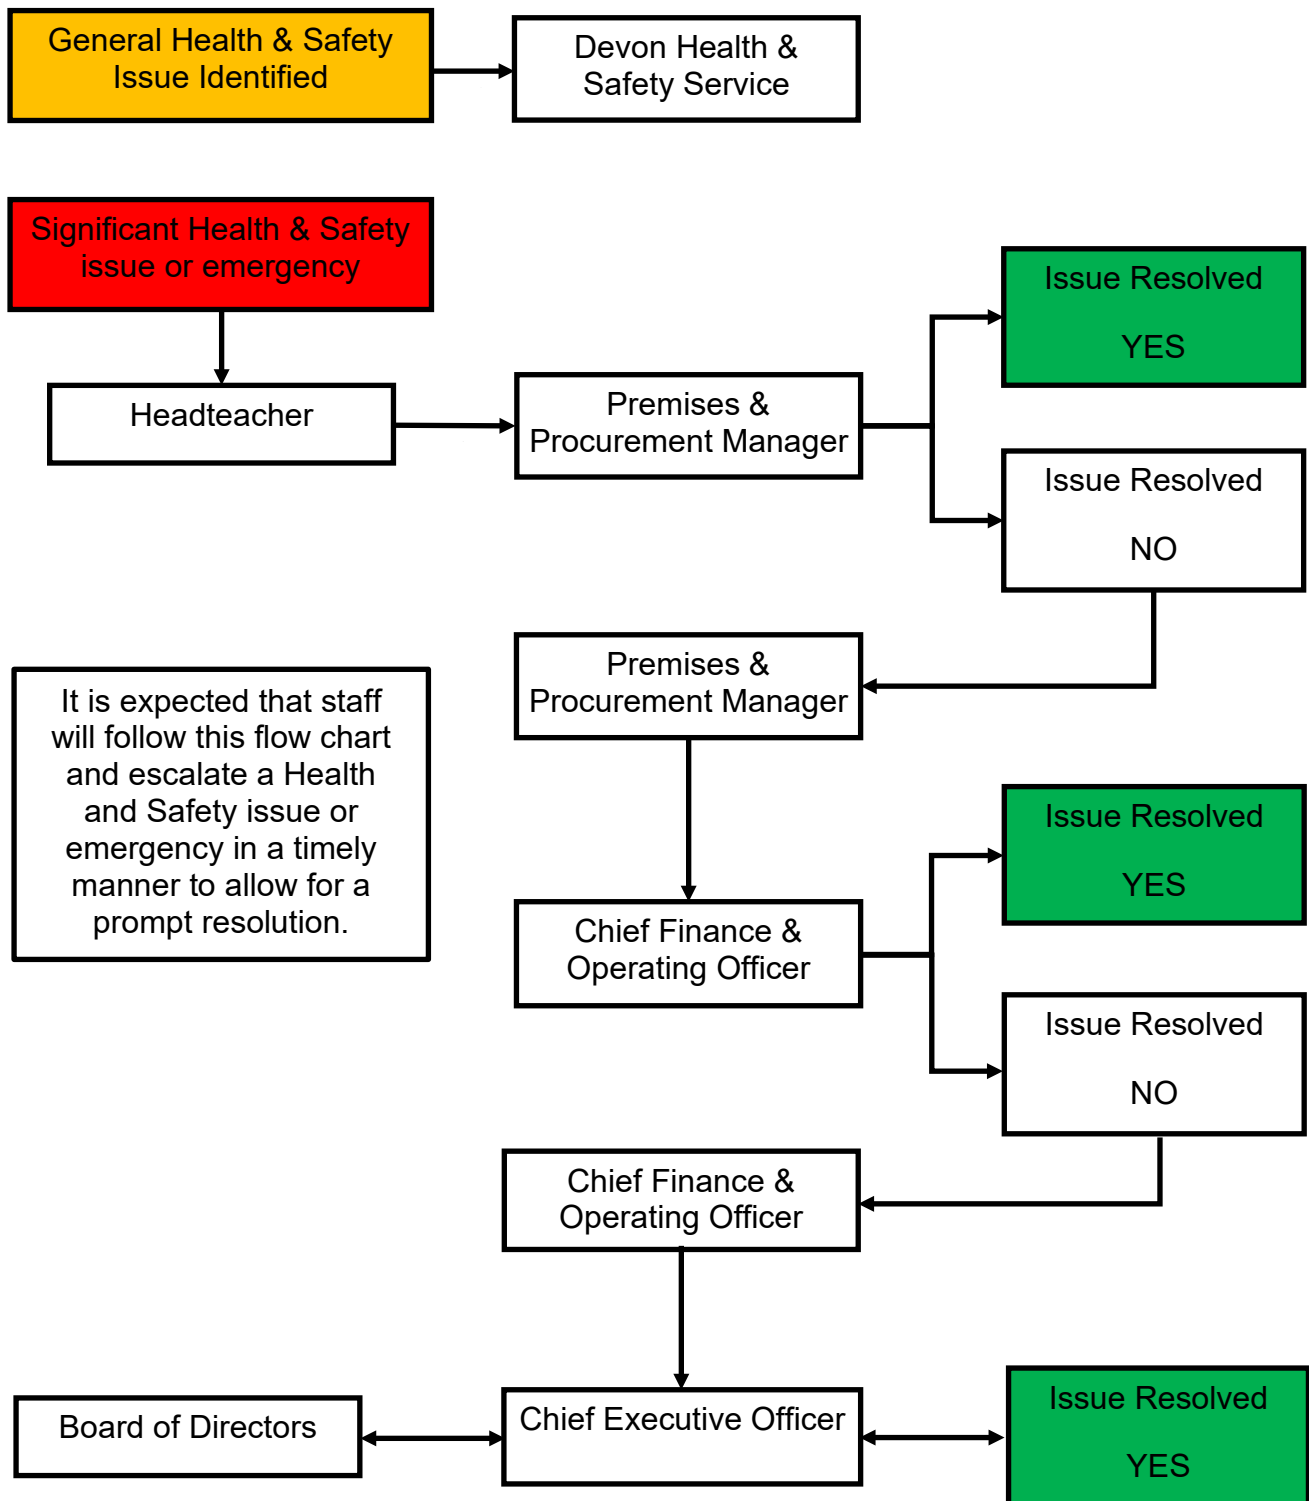 General Health & Safety
Issue Identified
Devon Health &
Safety Service
Significant Health & Safety
issue or emergency
Headteacher
Premises &
Procurement Manager
Issue Resolved
YES
Issue Resolved
NO
Premises &
Procurement Manager
It is expected that staff
will follow this flow chart
and escalate a Health
and Safety issue or
emergency in a timely
manner to allow for a
prompt resolution.
Chief Finance &
Operating Officer
Issue Resolved
YES
Issue Resolved
NO
Chief Finance &
Operating Officer
Board of Directors
Chief Executive Officer
Issue Resolved
YES